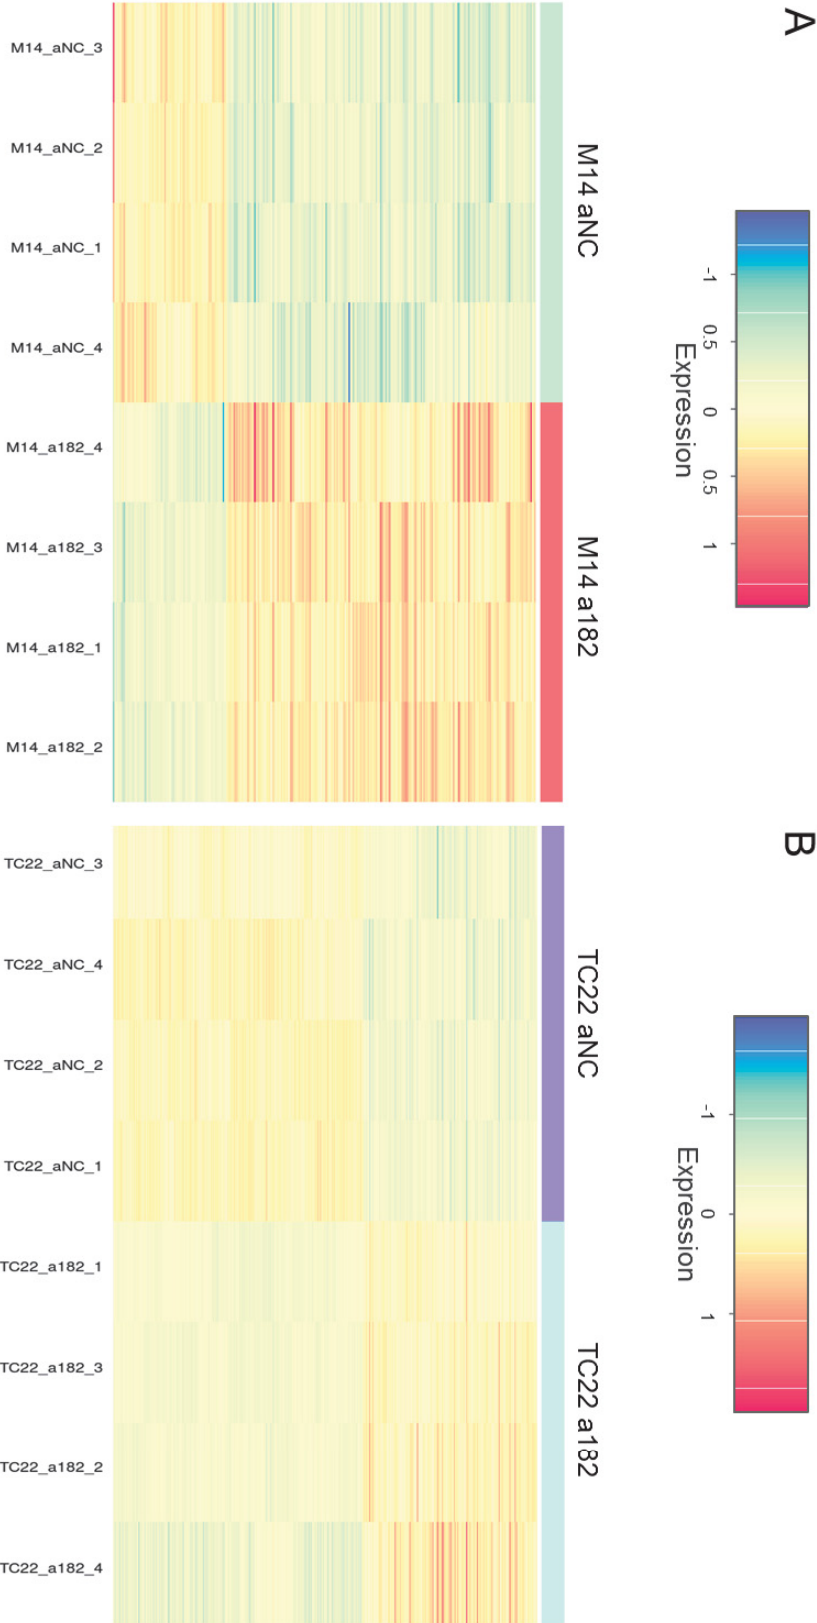 A
-1
0.5
0
0.5
1
Expression
M14 aNC
M14 a182
M14_aNC_3
M14_aNC_2
M14_aNC_1
M14_aNC_4
M14_a182_4
M14_a182_3
M14_a182_1
M14_a182_2
B
-1
0
1
Expression
TC22 aNC
TC22 a182
TC22_aNC_3
TC22_aNC_4
TC22_aNC_2
TC22_aNC_1
TC22_a182_1
TC22_a182_3
TC22_a182_2
TC22_a182_4